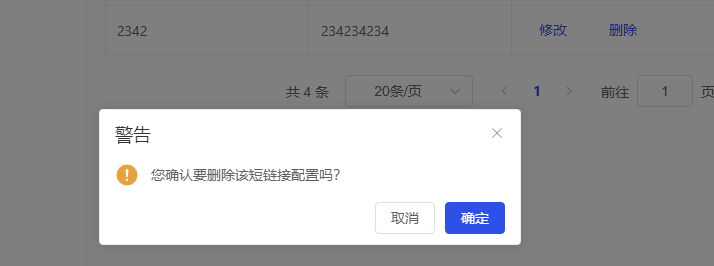 2342 234234234 修改 删除
共 4 条 20条/页 1 前往 1 页
警告
您确认要删除该短链接配置吗？
取消 确定